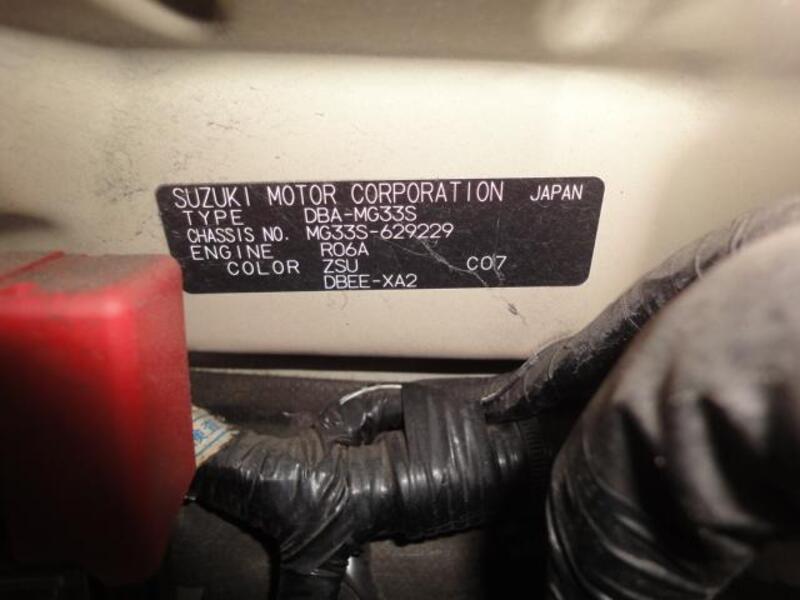 SUZUKI MOTOR CORPORATION JAPAN
TYPE DBA-MG33S
CHASSIS NO. MG33S-629229
ENGINE R06A
COLOR ZSU C07
DBEE-XA2